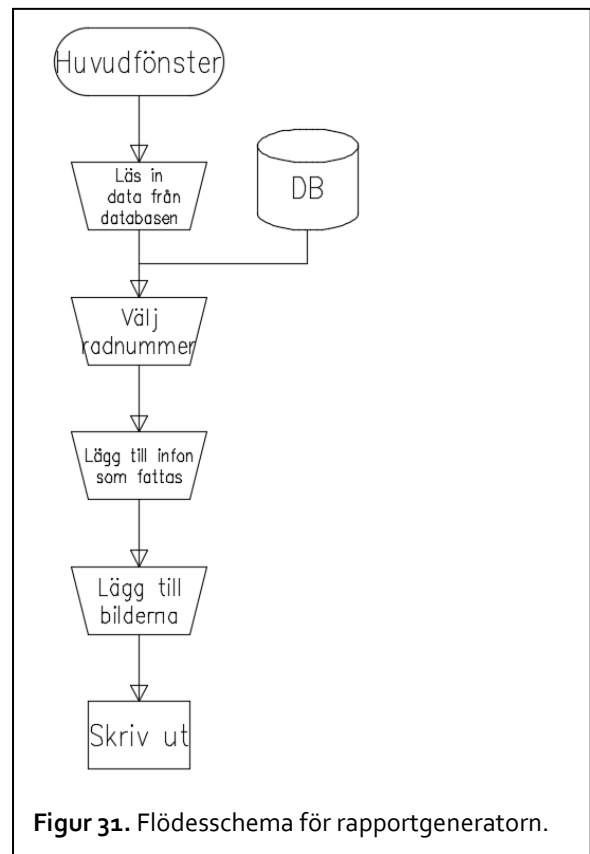 Huvudfönster
Läs in
data från
databasen
DB
Välj
radnummer
Lägg till infon
som fattas
Lägg till
bilderna
Skriv ut
Figur 31. Flödesschema för rapportgeneratorn.